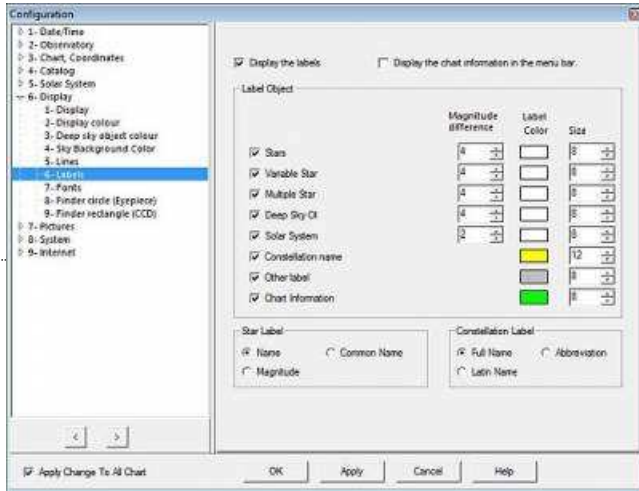 Configuration
1- Date/Time
2- Observatory
3- Chart, Coordinates
4- Catalog
5- Solar System
6- Display
1- Display
2- Display colour
3- Deep sky object colour
4- Sky Background Color
5- Lines
6- Labels
7- Fonts
8- Finder circle (Eyepiece)
9- Finder rectangle (CCD)
7- Pictures
8- System
9- Internet
< >
Display the labels Display the chart information in the menu bar.
Label Object
Magnitude difference Label Color Size
Stars 4 8
Variable Star 4 8
Multiple Star 4 8
Deep Sky Ol 4 8
Solar System 2 8
Constellation name 12
Other label 8
Chart Information 8
Star Label
Name Common Name
Magnitude
Constellation Label
Full Name Abbreviation
Latin Name
Apply Change To All Chart OK Apply Cancel Help